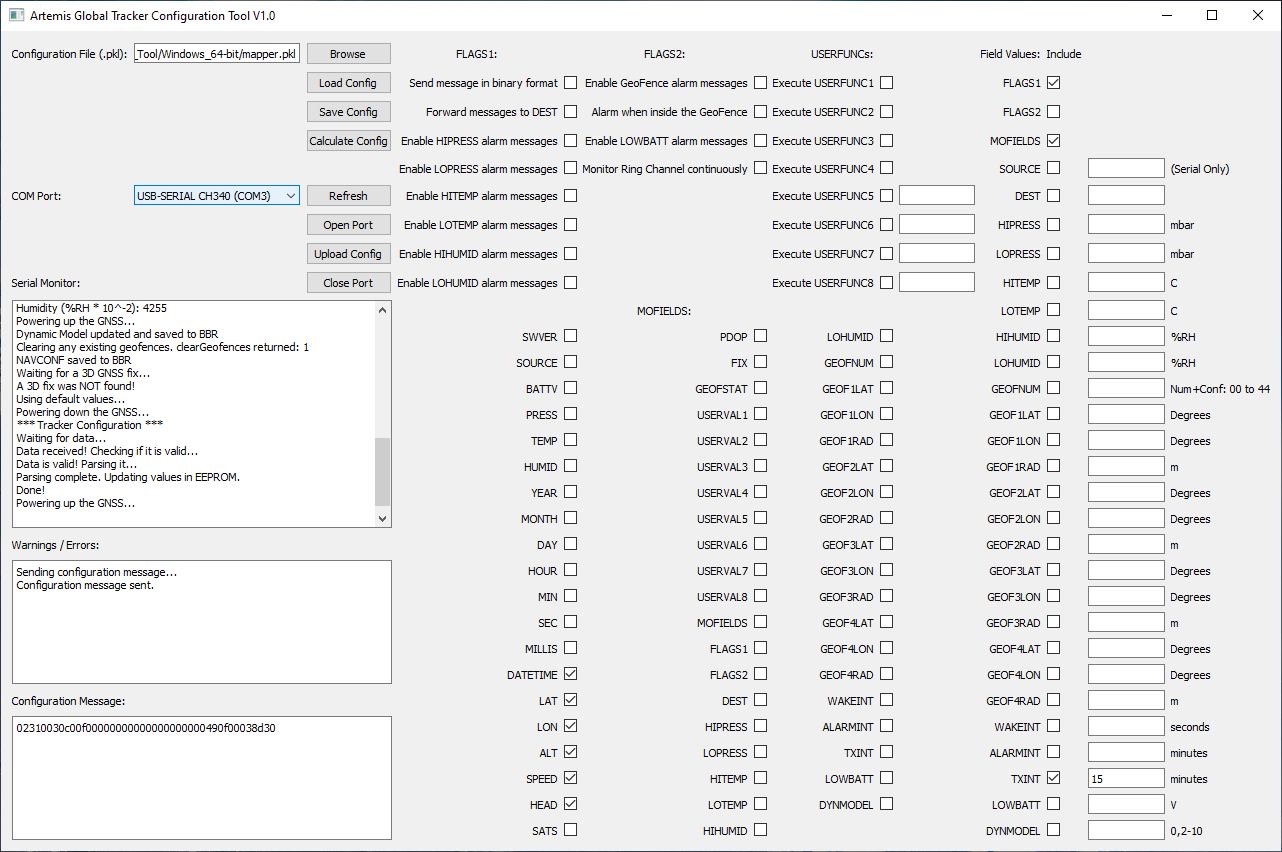 Artemis Global Tracker Configuration Tool V1.0
Configuration File (.pkl): _Tool/Windows_64-bit/mapper.pkl Browse FLAGS1: FLAGS2: USERFUNCs: Field Values: Include
Load Config Send message in binary format Enable GeoFence alarm messages Execute USERFUNC1 FLAGS1
Save Config Forward messages to DEST Alarm when inside the GeoFence Execute USERFUNC2 FLAGS2
Calculate Config Enable HIPRESS alarm messages Enable LOWBATT alarm messages Execute USERFUNC3 MOFIELDS
Enable LOPRESS alarm messages Monitor Ring Channel continuously Execute USERFUNC4 SOURCE (Serial Only)
COM Port: USB-SERIAL CH340 (COM3) Refresh Enable HITEMP alarm messages Execute USERFUNC5 DEST
Open Port Enable LOTEMP alarm messages Execute USERFUNC6 HIPRESS mbar
Upload Config Enable HIHUMID alarm messages Execute USERFUNC7 LOPRESS mbar
Serial Monitor: Close Port Enable LOHUMID alarm messages Execute USERFUNC8 HITEMP C
Humidity (%RH * 10^-2): 4255
Powering up the GNSS...
Dynamic Model updated and saved to BBR
Clearing any existing geofences. clearGeofences returned: 1
NAVCONF saved to BBR
Waiting for a 3D GNSS fix...
A 3D fix was NOT found!
Using default values...
Powering down the GNSS...
*** Tracker Configuration ***
Waiting for data...
Data received! Checking if it is valid...
Data is valid! Parsing it...
Parsing complete. Updating values in EEPROM.
Done!
Powering up the GNSS...
Warnings / Errors:
Sending configuration message...
Configuration message sent.
Configuration Message:
02310030c00f00000000000000000000490f00038d30
MOFIELDS: LOTEMP C
SWVER PDOP LOHUMID HIHUMID %RH
SOURCE FIX GEOFNUM LOHUMID %RH
BATTV GEOFSTAT GEOF1LAT GEOFNUM Num+Conf: 00 to 44
PRESS USERVAL1 GEOF1LON GEOF1LAT Degrees
TEMP USERVAL2 GEOF1RAD GEOF1LON Degrees
HUMID USERVAL3 GEOF2LAT GEOF1RAD m
YEAR USERVAL4 GEOF2LON GEOF2LAT Degrees
MONTH USERVAL5 GEOF2RAD GEOF2LON Degrees
DAY USERVAL6 GEOF3LAT GEOF2RAD m
HOUR USERVAL7 GEOF3LON GEOF3LAT Degrees
MIN USERVAL8 GEOF3RAD GEOF3LON Degrees
SEC MOFIELDS GEOF4LAT GEOF3RAD m
MILLIS FLAGS1 GEOF4LON GEOF4LAT Degrees
DATETIME FLAGS2 GEOF4RAD GEOF4LON Degrees
LAT DEST WAKEINT GEOF4RAD m
LON HIPRESS ALARMINT WAKEINT seconds
ALT LOPRESS TXINT ALARMINT minutes
SPEED HITEMP LOWBATT TXINT 15 minutes
HEAD LOTEMP DYNMODEL LOWBATT V
SATS HIHUMID DYNMODEL 0,2-10